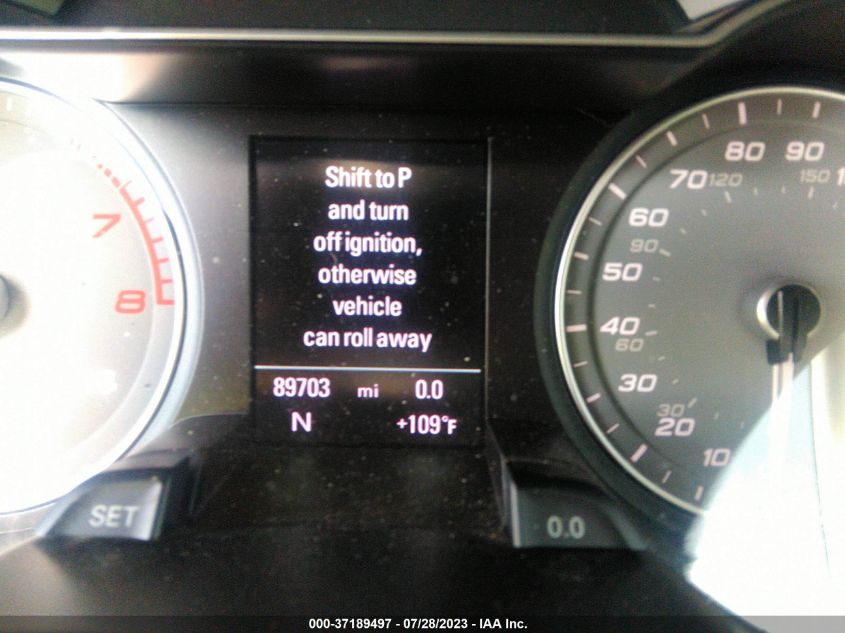 Shift to P
and turn
off ignition,
otherwise
vehicle
can roll away
89703 mi 0.0
N +109°F
7
8
80 90
70 120 150
60
90
50
40
60
30
30
20
10
SET
0.0
000-37189497 - 07/28/2023 - IAA Inc.